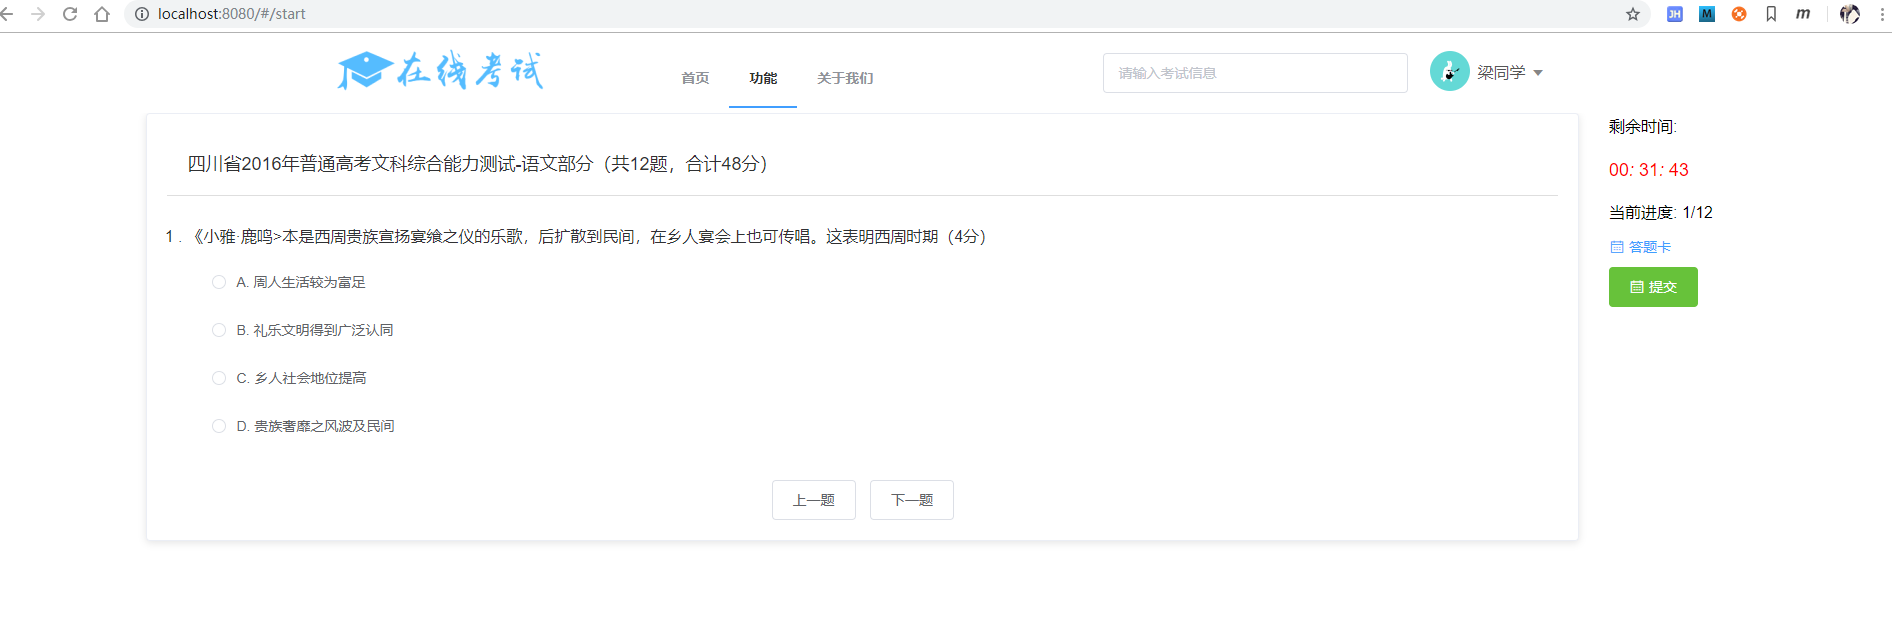 localhost:8080/#/start
JH
M
m
在线考试
首页
功能
关于我们
请输入考试信息
梁同学
四川省2016年普通高考文科综合能力测试-语文部分（共12题，合计48分）
1 . 《小雅·鹿鸣>本是西周贵族宣扬宴飨之仪的乐歌，后扩散到民间，在乡人宴会上也可传唱。这表明西周时期（4分）
A. 周人生活较为富足
B. 礼乐文明得到广泛认同
C. 乡人社会地位提高
D. 贵族奢靡之风波及民间
上一题
下一题
剩余时间:
00: 31: 43
当前进度: 1/12
答题卡
提交